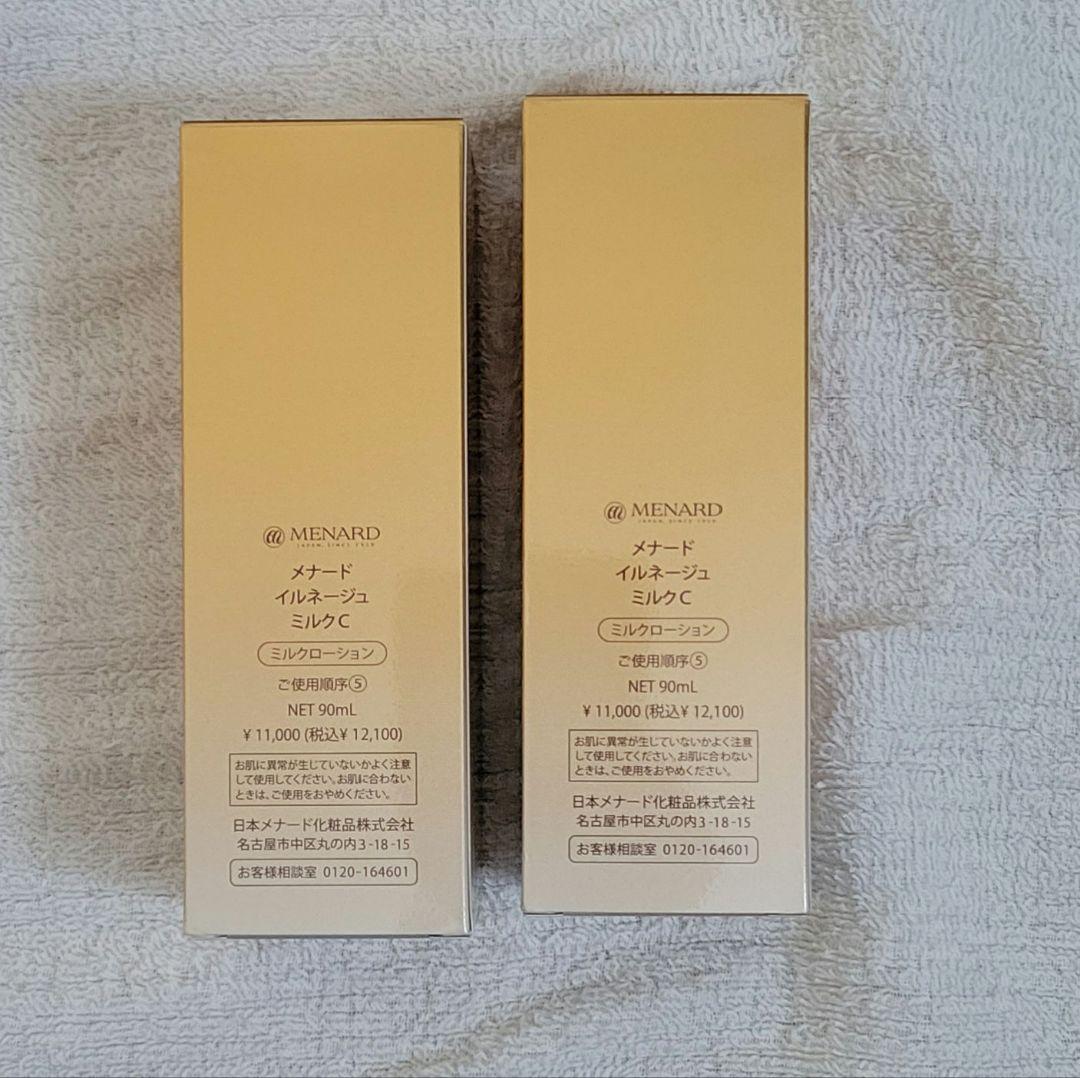 MENARD
JAPAN, SINCE 1959
メナード
イルネージュ
ミルクC
ミルクローション
ご使用順序⑤
NET 90mL
¥11,000 (税込¥12,100)
お肌に異常が生じていないかよく注意
して使用してください。お肌に合わない
ときは、ご使用をおやめください。
日本メナード化粧品株式会社
名古屋市中区丸の内3-18-15
お客様相談室 0120-164601
MENARD
JAPAN, SINCE 1959
メナード
イルネージュ
ミルクC
ミルクローション
ご使用順序⑤
NET 90mL
¥11,000 (税込¥12,100)
お肌に異常が生じていないかよく注意
して使用してください。お肌に合わない
ときは、ご使用をおやめください。
日本メナード化粧品株式会社
名古屋市中区丸の内3-18-15
お客様相談室 0120-164601